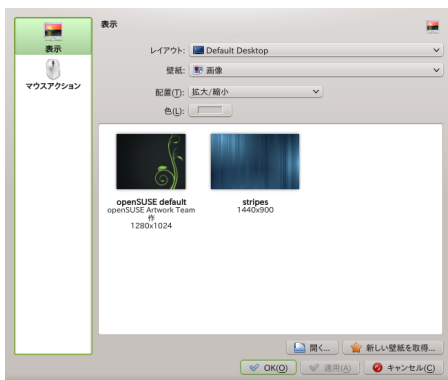 表示
マウスアクション
表示
レイアウト: Default Desktop
壁紙: 画像
配置(T): 拡大/縮小
色(L):
openSUSE default
openSUSE Artwork Team
作
1280x1024
stripes
1440x900
開く...
新しい壁紙を取得...
OK(O)
適用(A)
キャンセル(C)